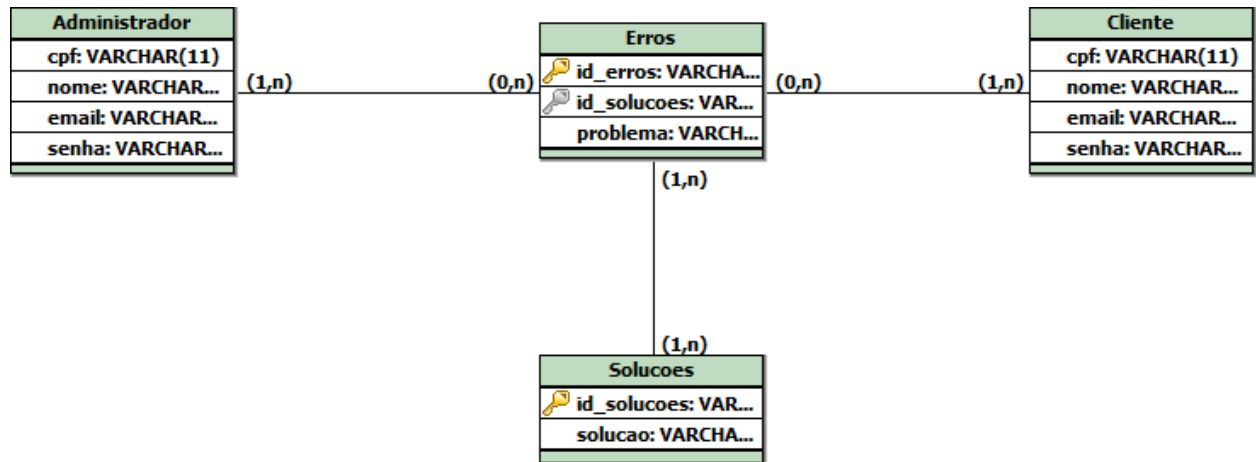 Administrador
cpf: VARCHAR(11)
nome: VARCHAR...
email: VARCHAR...
senha: VARCHAR...
(1,n)
(0,n)
Erros
id_erros: VARCHA...
id_solucoes: VAR...
problema: VARCH...
(0,n)
(1,n)
Cliente
cpf: VARCHAR(11)
nome: VARCHAR...
email: VARCHAR...
senha: VARCHAR...
(1,n)
(1,n)
Solucoes
id_solucoes: VAR...
solucao: VARCHA...